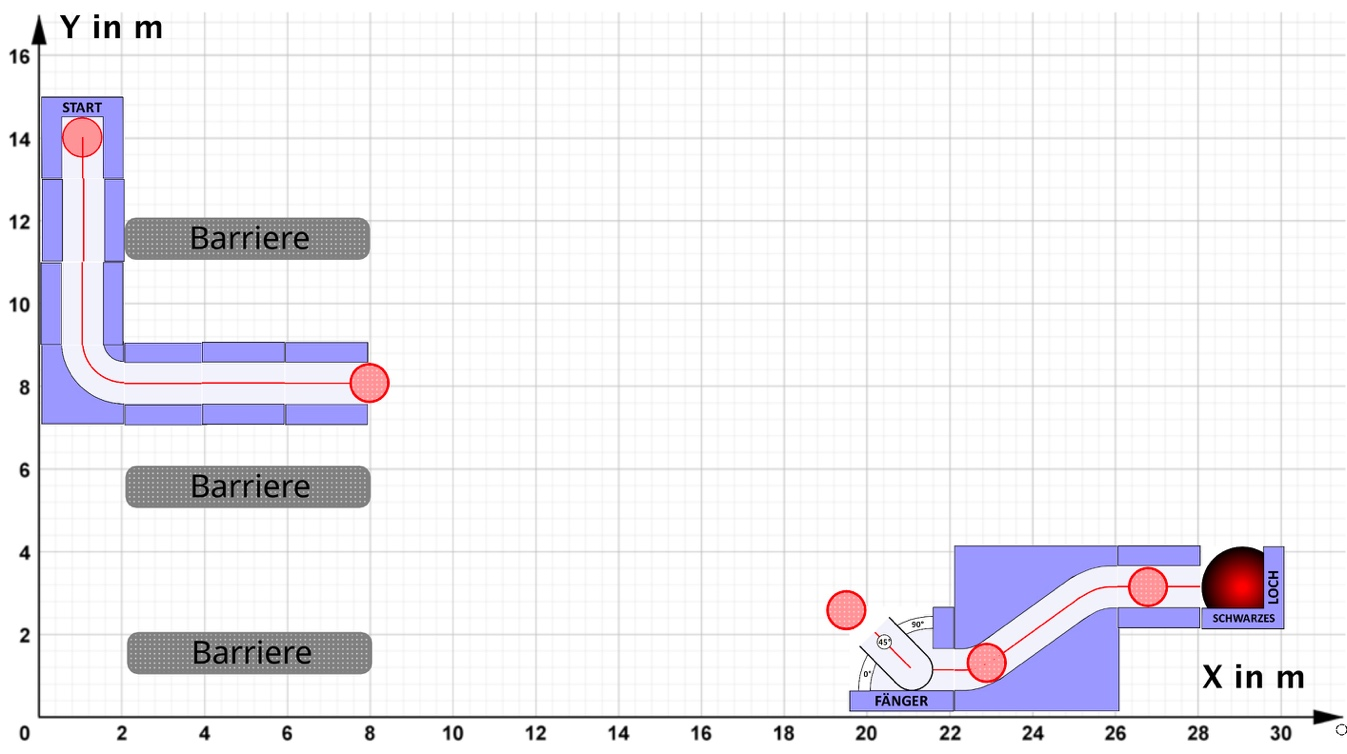 Y in m
16
START
14
12
Barriere
10
8
6
Barriere
4
2
Barriere
90°
45°
0°
FÄNGER
LOCH
SCHWARZES
X in m
0 2 4 6 8 10 12 14 16 18 20 22 24 26 28 30